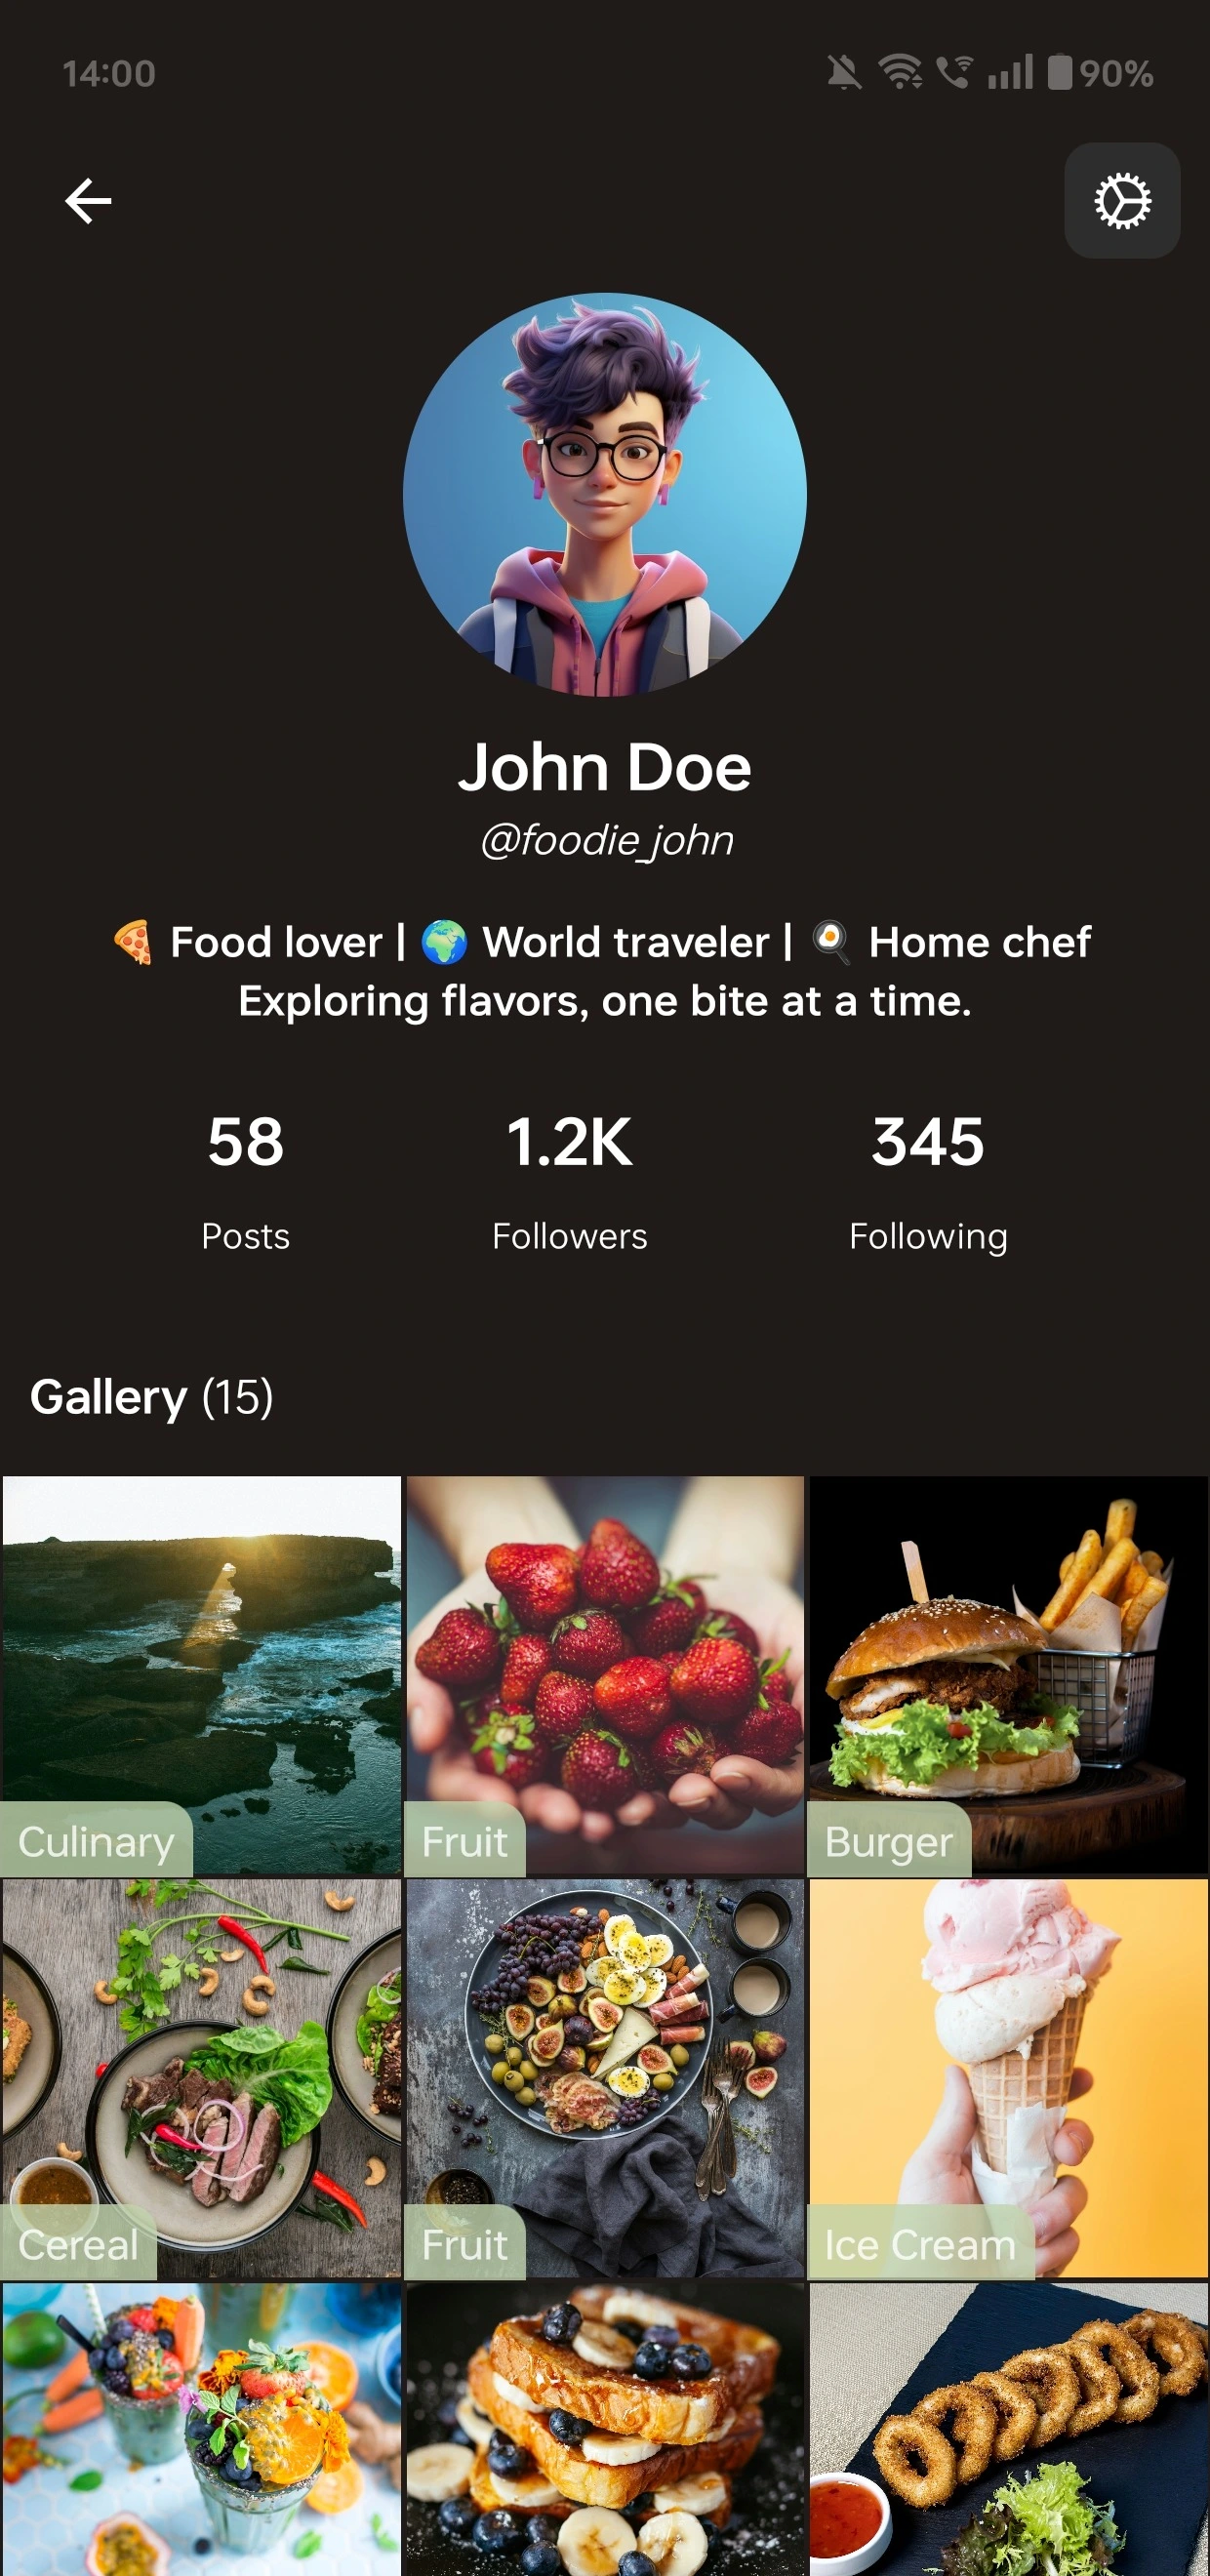 14:00 90%
John Doe
@foodie_john
🍕 Food lover | 🌍 World traveler | 🍳 Home chef
Exploring flavors, one bite at a time.
58 1.2K 345
Posts Followers Following
Gallery (15)
Culinary Fruit Burger
Cereal Fruit Ice Cream